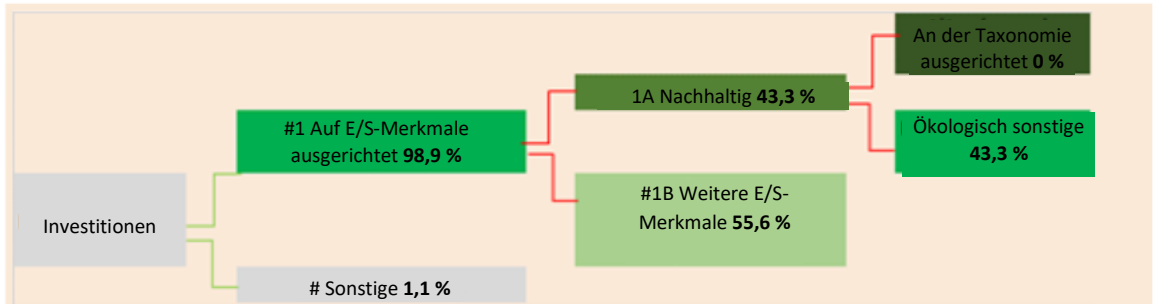 An der Taxonomie
ausgerichtet 0 %
1A Nachhaltig 43,3 %
#1 Auf E/S-Merkmale
ausgerichtet 98,9 %
Ökologisch sonstige
43,3 %
#1B Weitere E/S-
Merkmale 55,6 %
Investitionen
# Sonstige 1,1 %